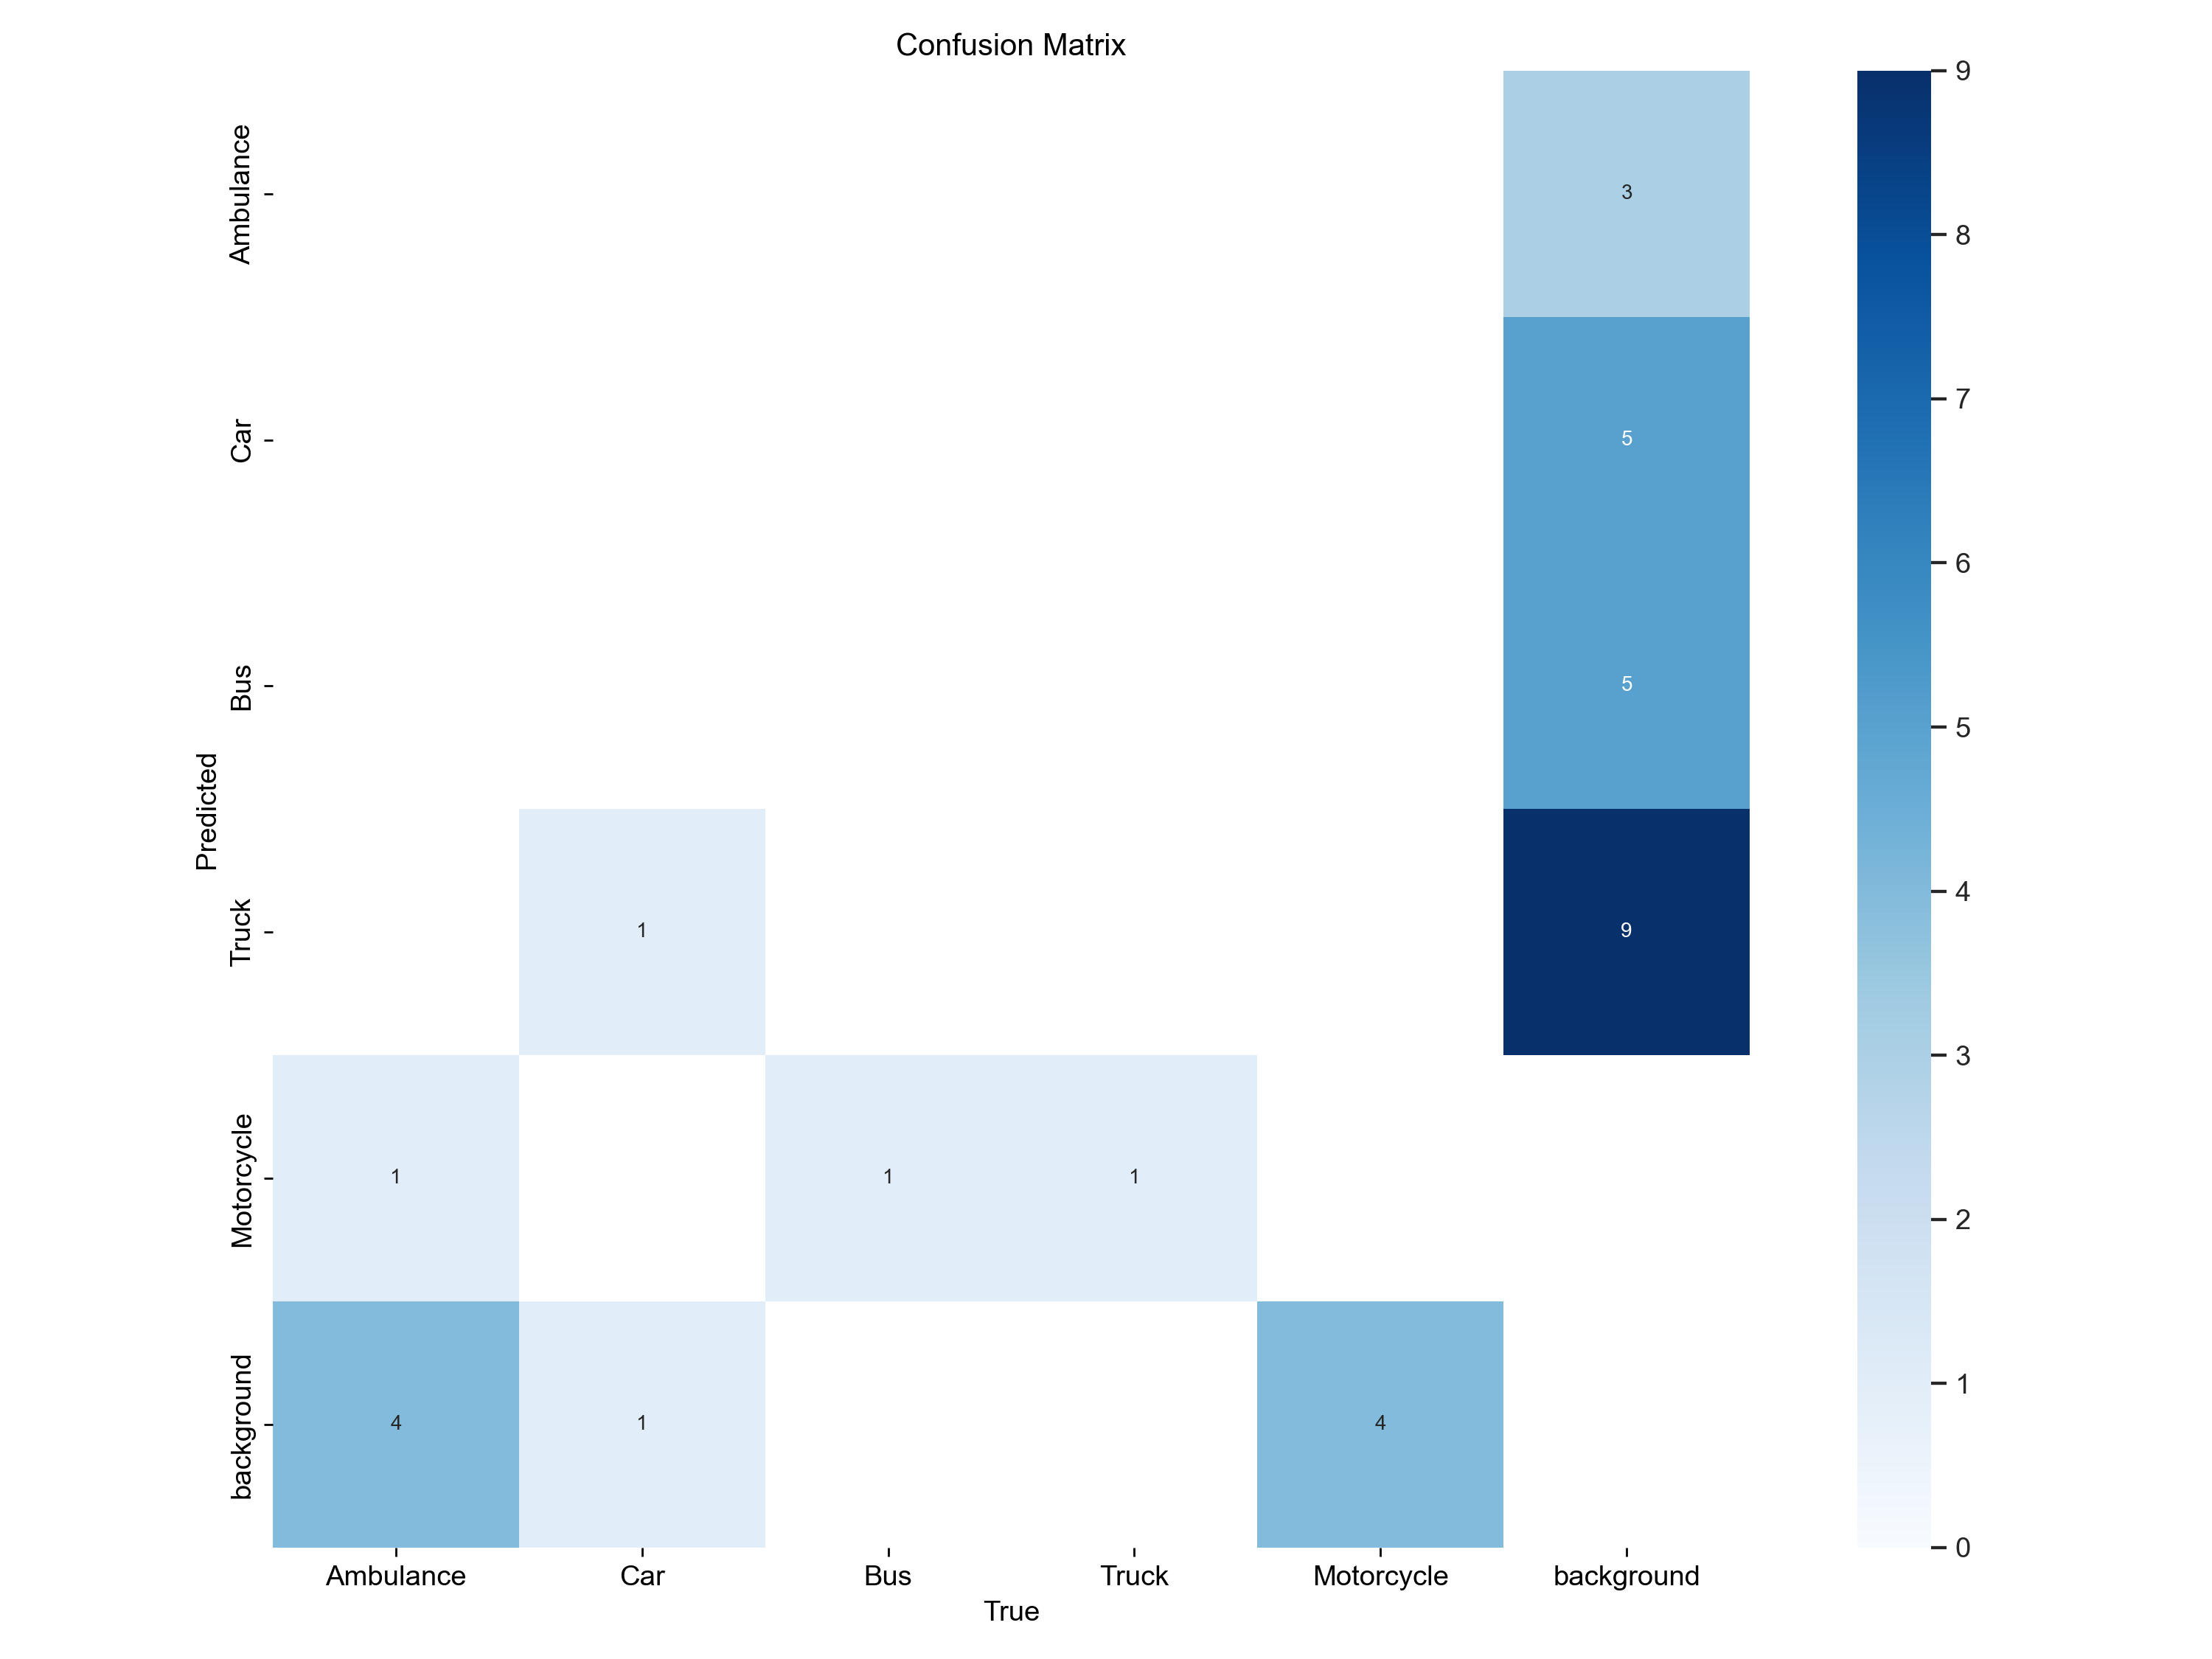 Confusion Matrix
Ambulance
Car
Bus
Truck
Motorcycle
background
Predicted
3
5
5
1 9
1 1 1
4 1 4
Ambulance Car Bus Truck Motorcycle background
True
9
8
7
6
5
4
3
2
1
0